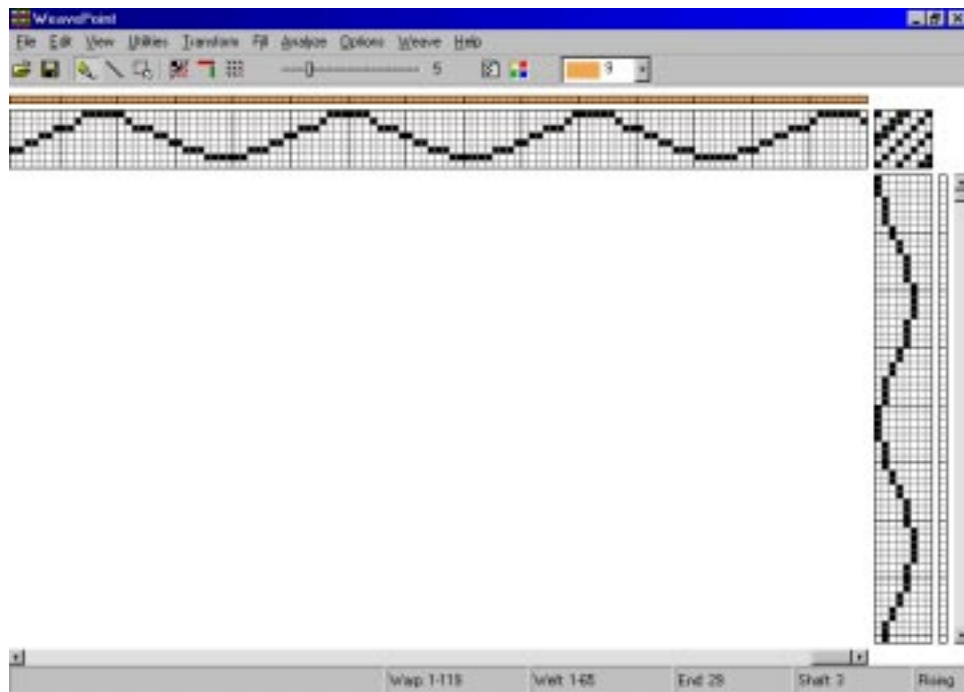 WeavePoint
File Edit View Utilities Transform Fill Analyze Options Weave Help
5 9
Warp 1-119 Weft 1-65 End 29 Shaft 3 Rising